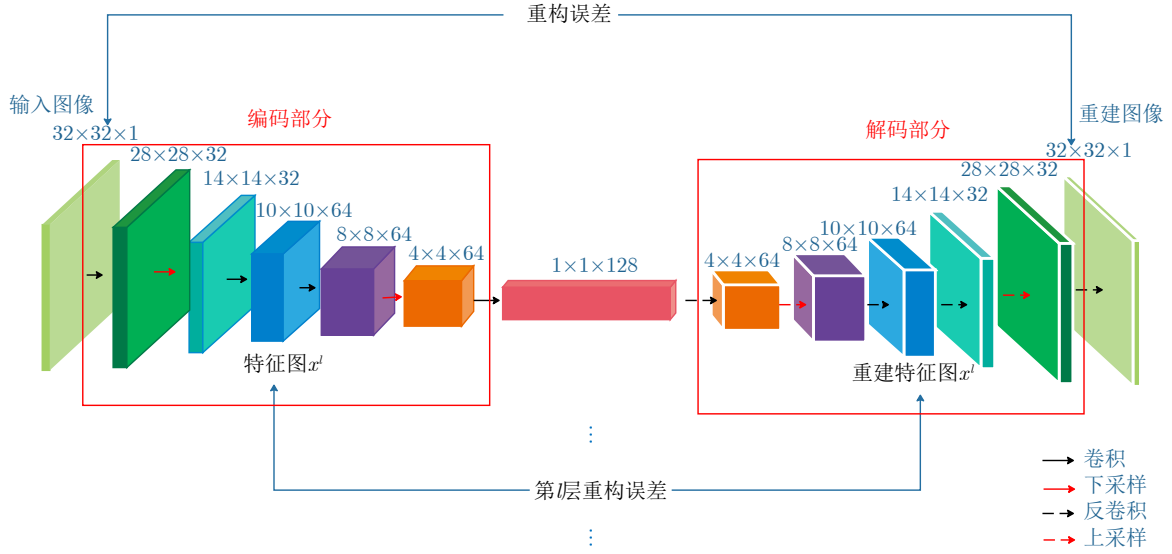 重构误差
输入图像
32×32×1
编码部分
28×28×32
14×14×32
10×10×64
8×8×64
4×4×64
1×1×128
解码部分
4×4×64
8×8×64
10×10×64
14×14×32
28×28×32
重建图像
32×32×1
特征图xˡ
重建特征图xˡ
⋮
第l层重构误差
⋮
卷积
下采样
反卷积
上采样